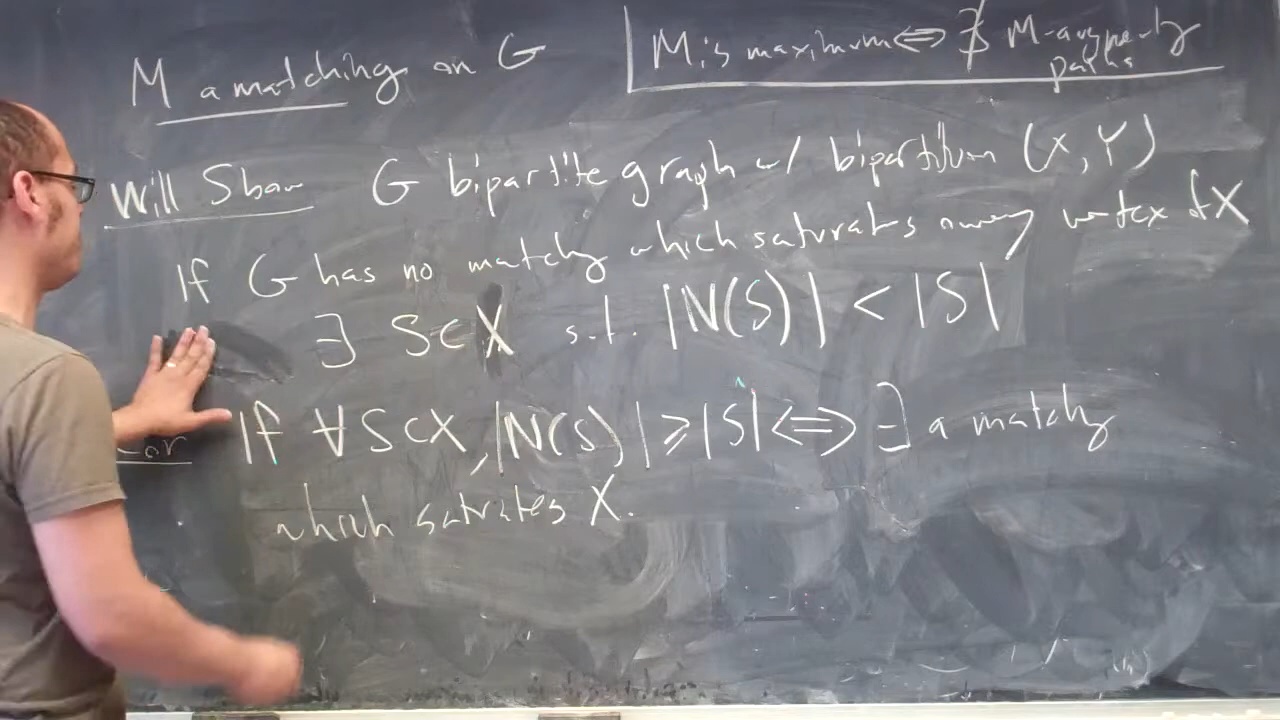 M a matching on G
M is maximum ⇔ ∄ M-augmenting
paths
Will Show G bipartite graph w/ bipartition (X, Y)
If G has no matching which saturates every vertex of X
∃ S⊂X s.t. |N(S)| < |S|
Cor If ∀S⊂X, |N(S)| ≥ |S| ⇔ ∃ a matching
which saturates X.